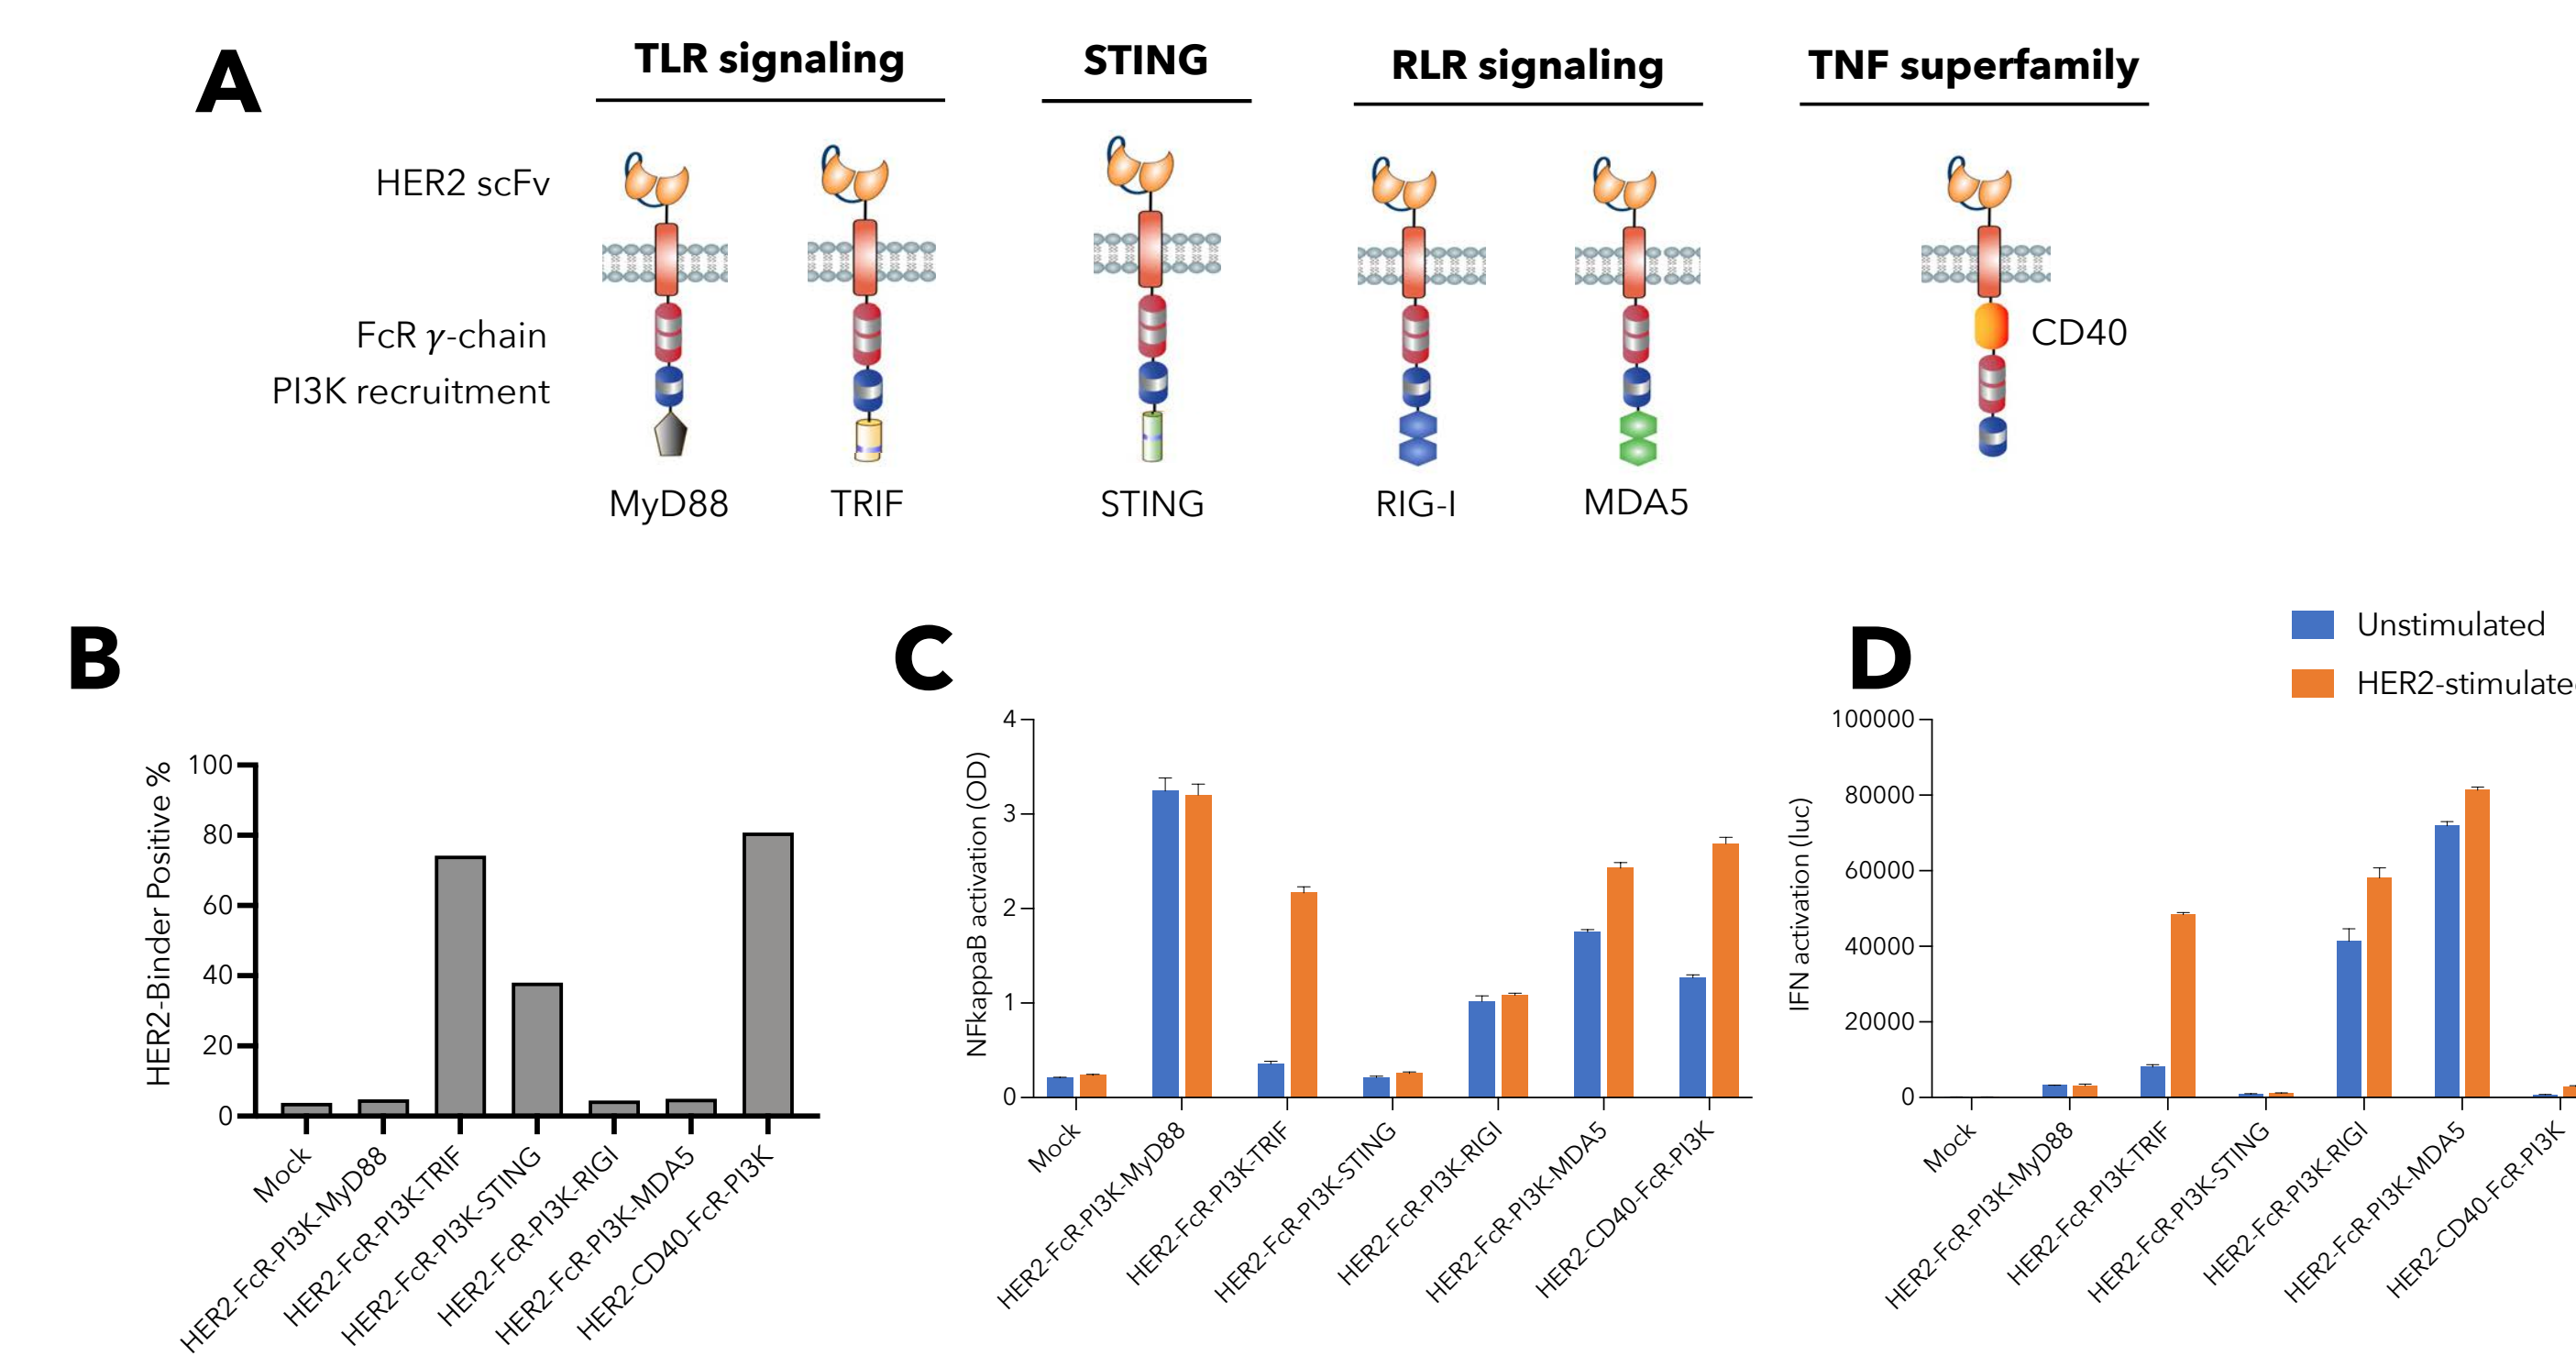 A
TLR signaling
STING
RLR signaling
TNF superfamily
HER2 scFv
FcR γ-chain
CD40
PI3K recruitment
MyD88
TRIF
STING
RIG-I
MDA5
B
HER2-Binder Positive %
100
80
60
40
20
0
Mock
HER2-FcR-PI3K-MyD88
HER2-FcR-PI3K-TRIF
HER2-FcR-PI3K-STING
HER2-FcR-PI3K-RIGI
HER2-FcR-PI3K-MDA5
HER2-CD40-FcR-PI3K
C
NFkappaB activation (OD)
4
3
2
1
0
Mock
HER2-FcR-PI3K-MyD88
HER2-FcR-PI3K-TRIF
HER2-FcR-PI3K-STING
HER2-FcR-PI3K-RIGI
HER2-FcR-PI3K-MDA5
HER2-CD40-FcR-PI3K
D
Unstimulated
HER2-stimulate
IFN activation (luc)
100000
80000
60000
40000
20000
0
Mock
HER2-FcR-PI3K-MyD88
HER2-FcR-PI3K-TRIF
HER2-FcR-PI3K-STING
HER2-FcR-PI3K-RIGI
HER2-FcR-PI3K-MDA5
HER2-CD40-FcR-PI3K